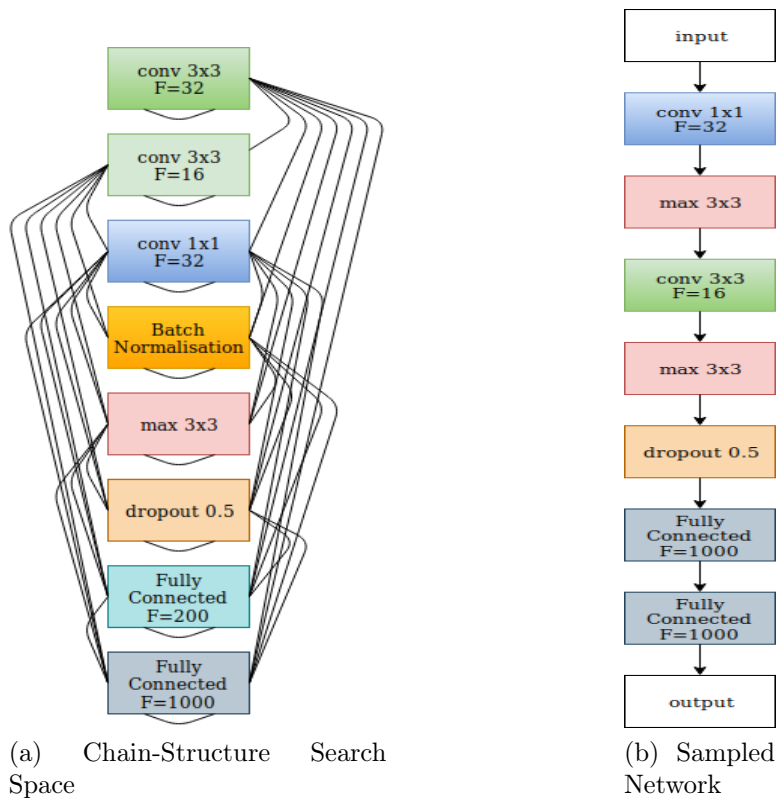 conv 3x3
F=32
conv 3x3
F=16
conv 1x1
F=32
Batch
Normalisation
max 3x3
dropout 0.5
Fully
Connected
F=200
Fully
Connected
F=1000
(a) Chain-Structure Search
Space
input
conv 1x1
F=32
max 3x3
conv 3x3
F=16
max 3x3
dropout 0.5
Fully
Connected
F=1000
Fully
Connected
F=1000
output
(b) Sampled
Network